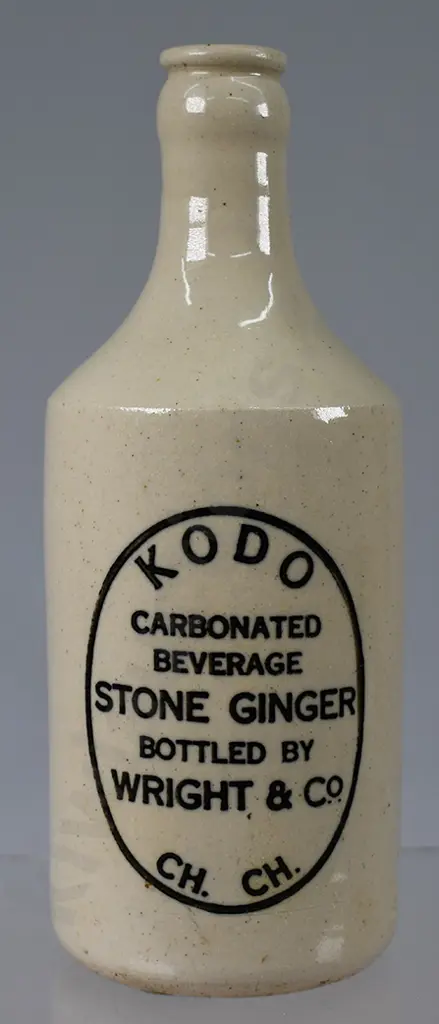 KODO
CARBONATED
BEVERAGE
STONE GINGER
BOTTLED BY
WRIGHT & Co.
CH. CH.